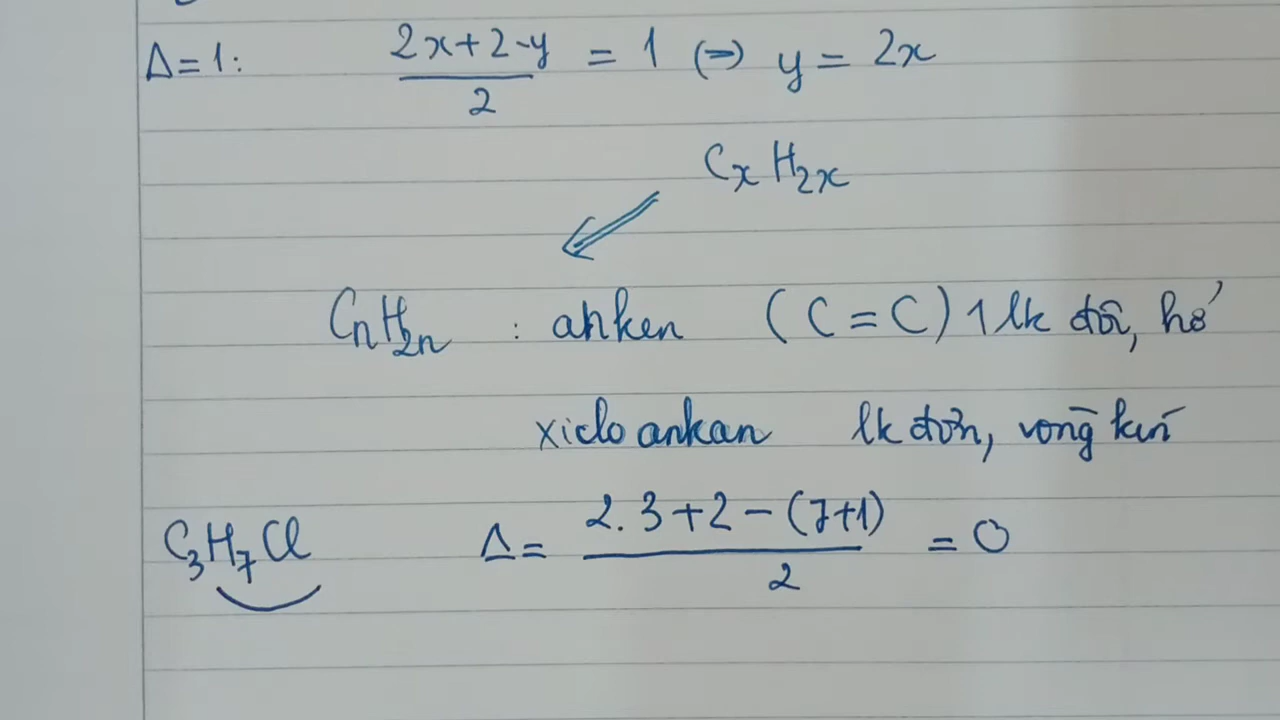 Δ=1: (2x+2-y)/2 = 1 (=) y = 2x
CₓH₂ₓ
CₙH₂ₙ : anken (C=C) 1 lk đôi, hở
xicloankan lk đơn, vòng kín
C₃H₇Cl Δ= (2.3+2-(7+1))/2 = 0